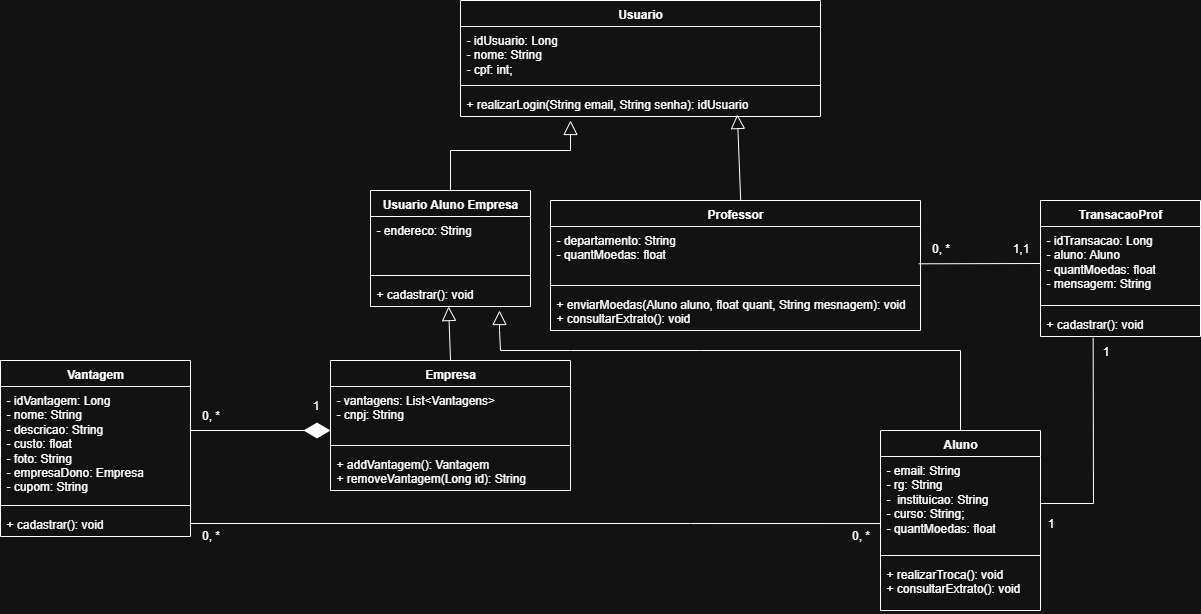 Usuario
- idUsuario: Long
- nome: String
- cpf: int;
+ realizarLogin(String email, String senha): idUsuario
Usuario Aluno Empresa
- endereco: String
+ cadastrar(): void
Professor
- departamento: String
- quantMoedas: float
+ enviarMoedas(Aluno aluno, float quant, String mesnagem): void
+ consultarExtrato(): void
0, *
1,1
TransacaoProf
- idTransacao: Long
- aluno: Aluno
- quantMoedas: float
- mensagem: String
+ cadastrar(): void
1
Vantagem
- idVantagem: Long
- nome: String
- descricao: String
- custo: float
- foto: String
- empresaDono: Empresa
- cupom: String
+ cadastrar(): void
0, *
1
Empresa
- vantagens: List<Vantagens>
- cnpj: String
+ addVantagem(): Vantagem
+ removeVantagem(Long id): String
Aluno
- email: String
- rg: String
- instituicao: String
- curso: String;
- quantMoedas: float
+ realizarTroca(): void
+ consultarExtrato(): void
1
0, *
0, *